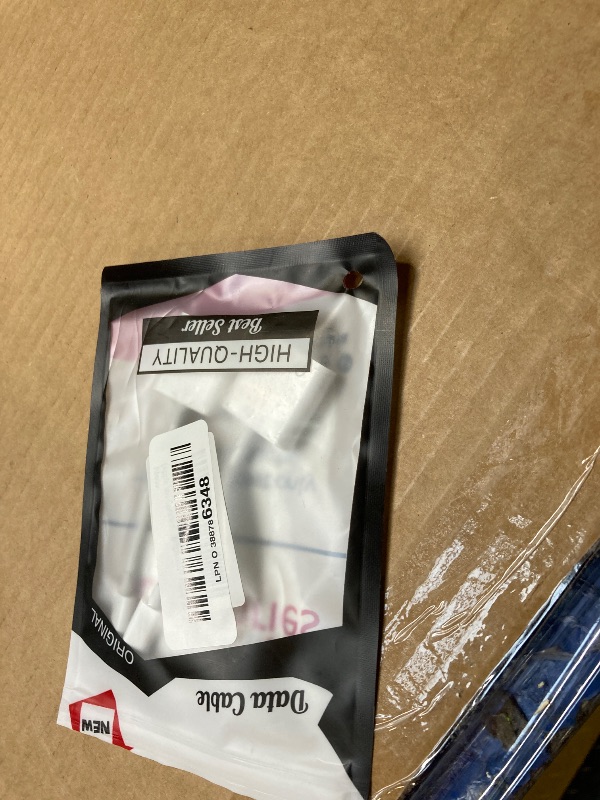 NEW
Data Cable
ORIGINAL
HIGH-QUALITY
Best Seller
LPN O 38878 6348